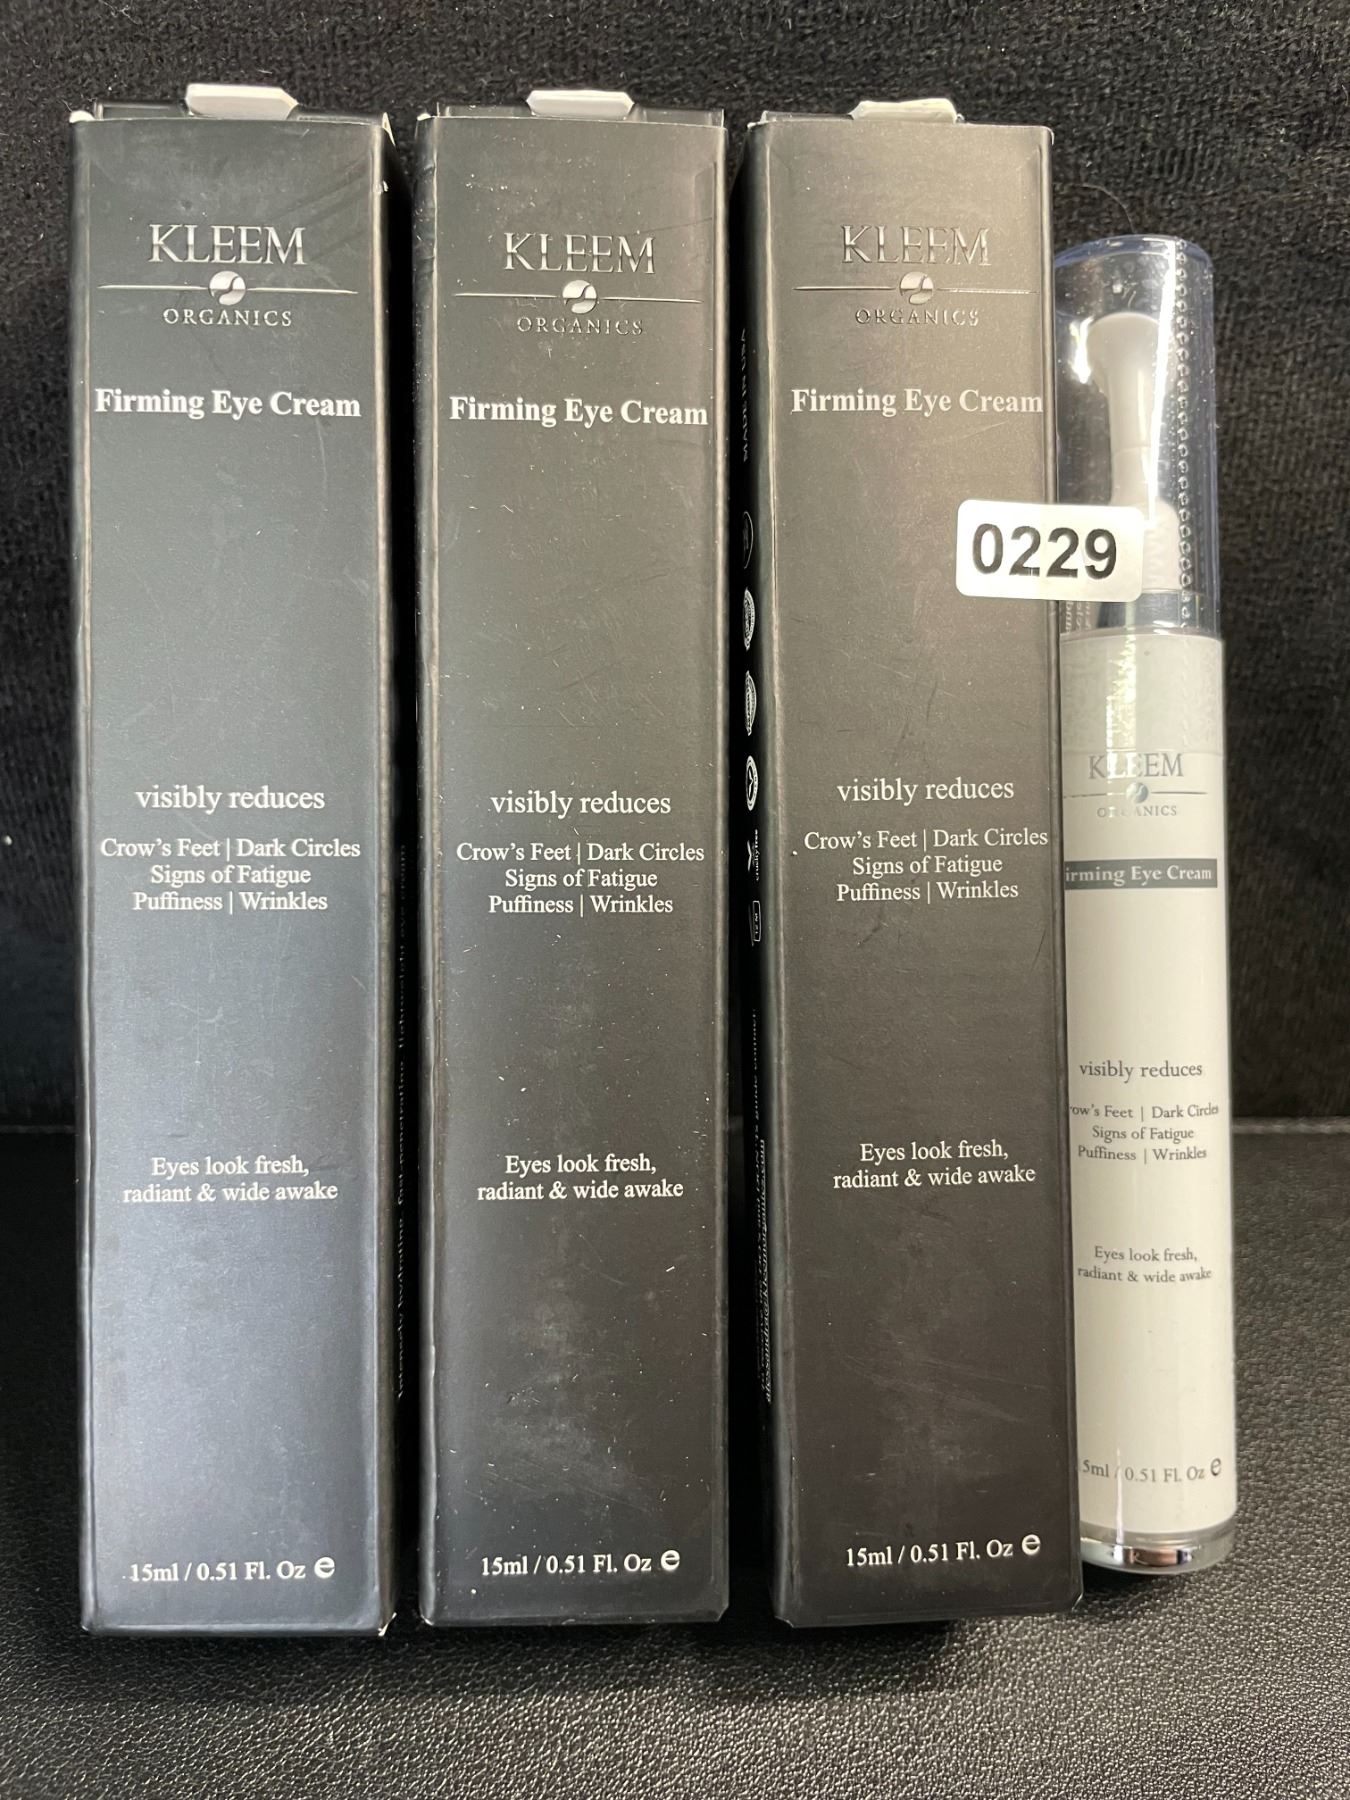 KLEEM
ORGANICS
Firming Eye Cream
visibly reduces
Crow's Feet | Dark Circles
Signs of Fatigue
Puffiness | Wrinkles
Eyes look fresh,
radiant & wide awake
15ml / 0.51 Fl. Oz e
KLEEM
ORGANICS
Firming Eye Cream
visibly reduces
Crow's Feet | Dark Circles
Signs of Fatigue
Puffiness | Wrinkles
Eyes look fresh,
radiant & wide awake
15ml / 0.51 Fl. Oz e
MADE IN USA
KLEEM
ORGANICS
Firming Eye Cream
visibly reduces
Crow's Feet | Dark Circles
Signs of Fatigue
Puffiness | Wrinkles
Eyes look fresh,
radiant & wide awake
15ml / 0.51 Fl. Oz e
0229
KLEEM
ORGANICS
irming Eye Cream
visibly reduces
row's Feet | Dark Circles
Signs of Fatigue
Puffiness | Wrinkles
Eyes look fresh,
radiant & wide awake
5ml / 0.51 Fl. Oz e